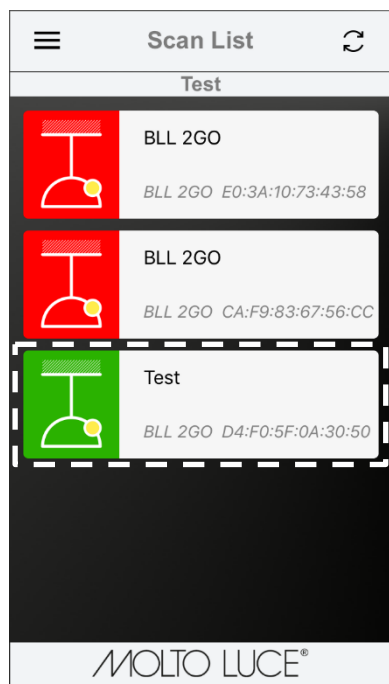 Scan List
Test
BLL 2GO
BLL 2GO E0:3A:10:73:43:58
BLL 2GO
BLL 2GO CA:F9:83:67:56:CC
Test
BLL 2GO D4:F0:5F:0A:30:50
MOLTO LUCE®